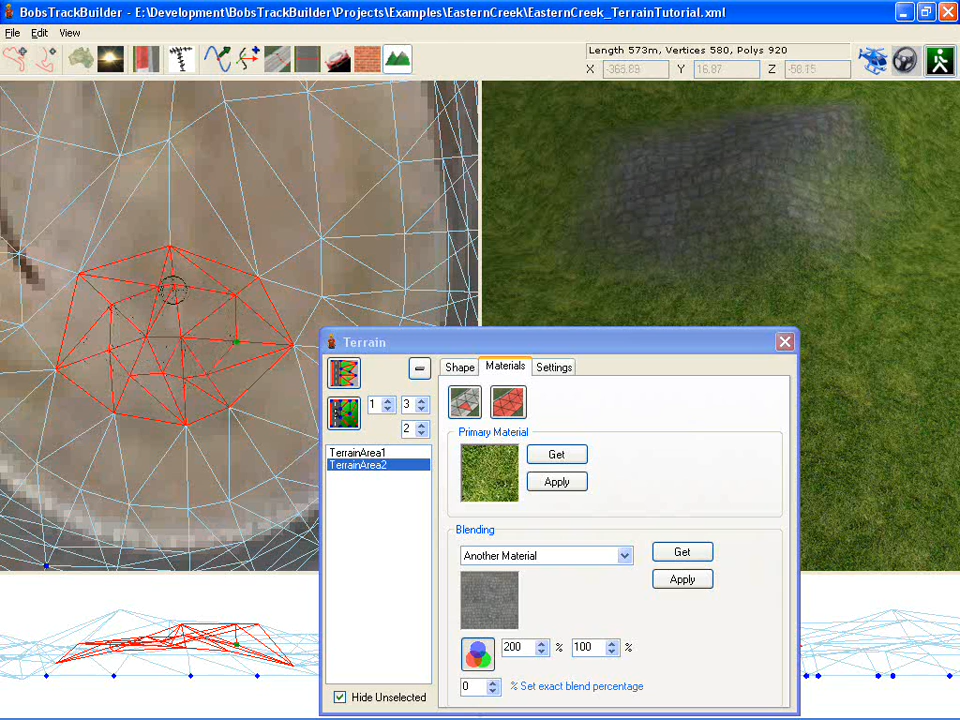 BobsTrackBuilder - E:\Development\BobsTrackBuilder\Projects\Examples\EasternCreek\EasternCreek_TerrainTutorial.xml
File Edit View
Length 573m, Vertices 580, Polys 920
X -365.89 Y 16.87 Z -58.15
Terrain
Shape Materials Settings
1 3
2
TerrainArea1
TerrainArea2
Primary Material
Get
Apply
Blending
Another Material
Get
Apply
200 % 100 %
0 % Set exact blend percentage
Hide Unselected